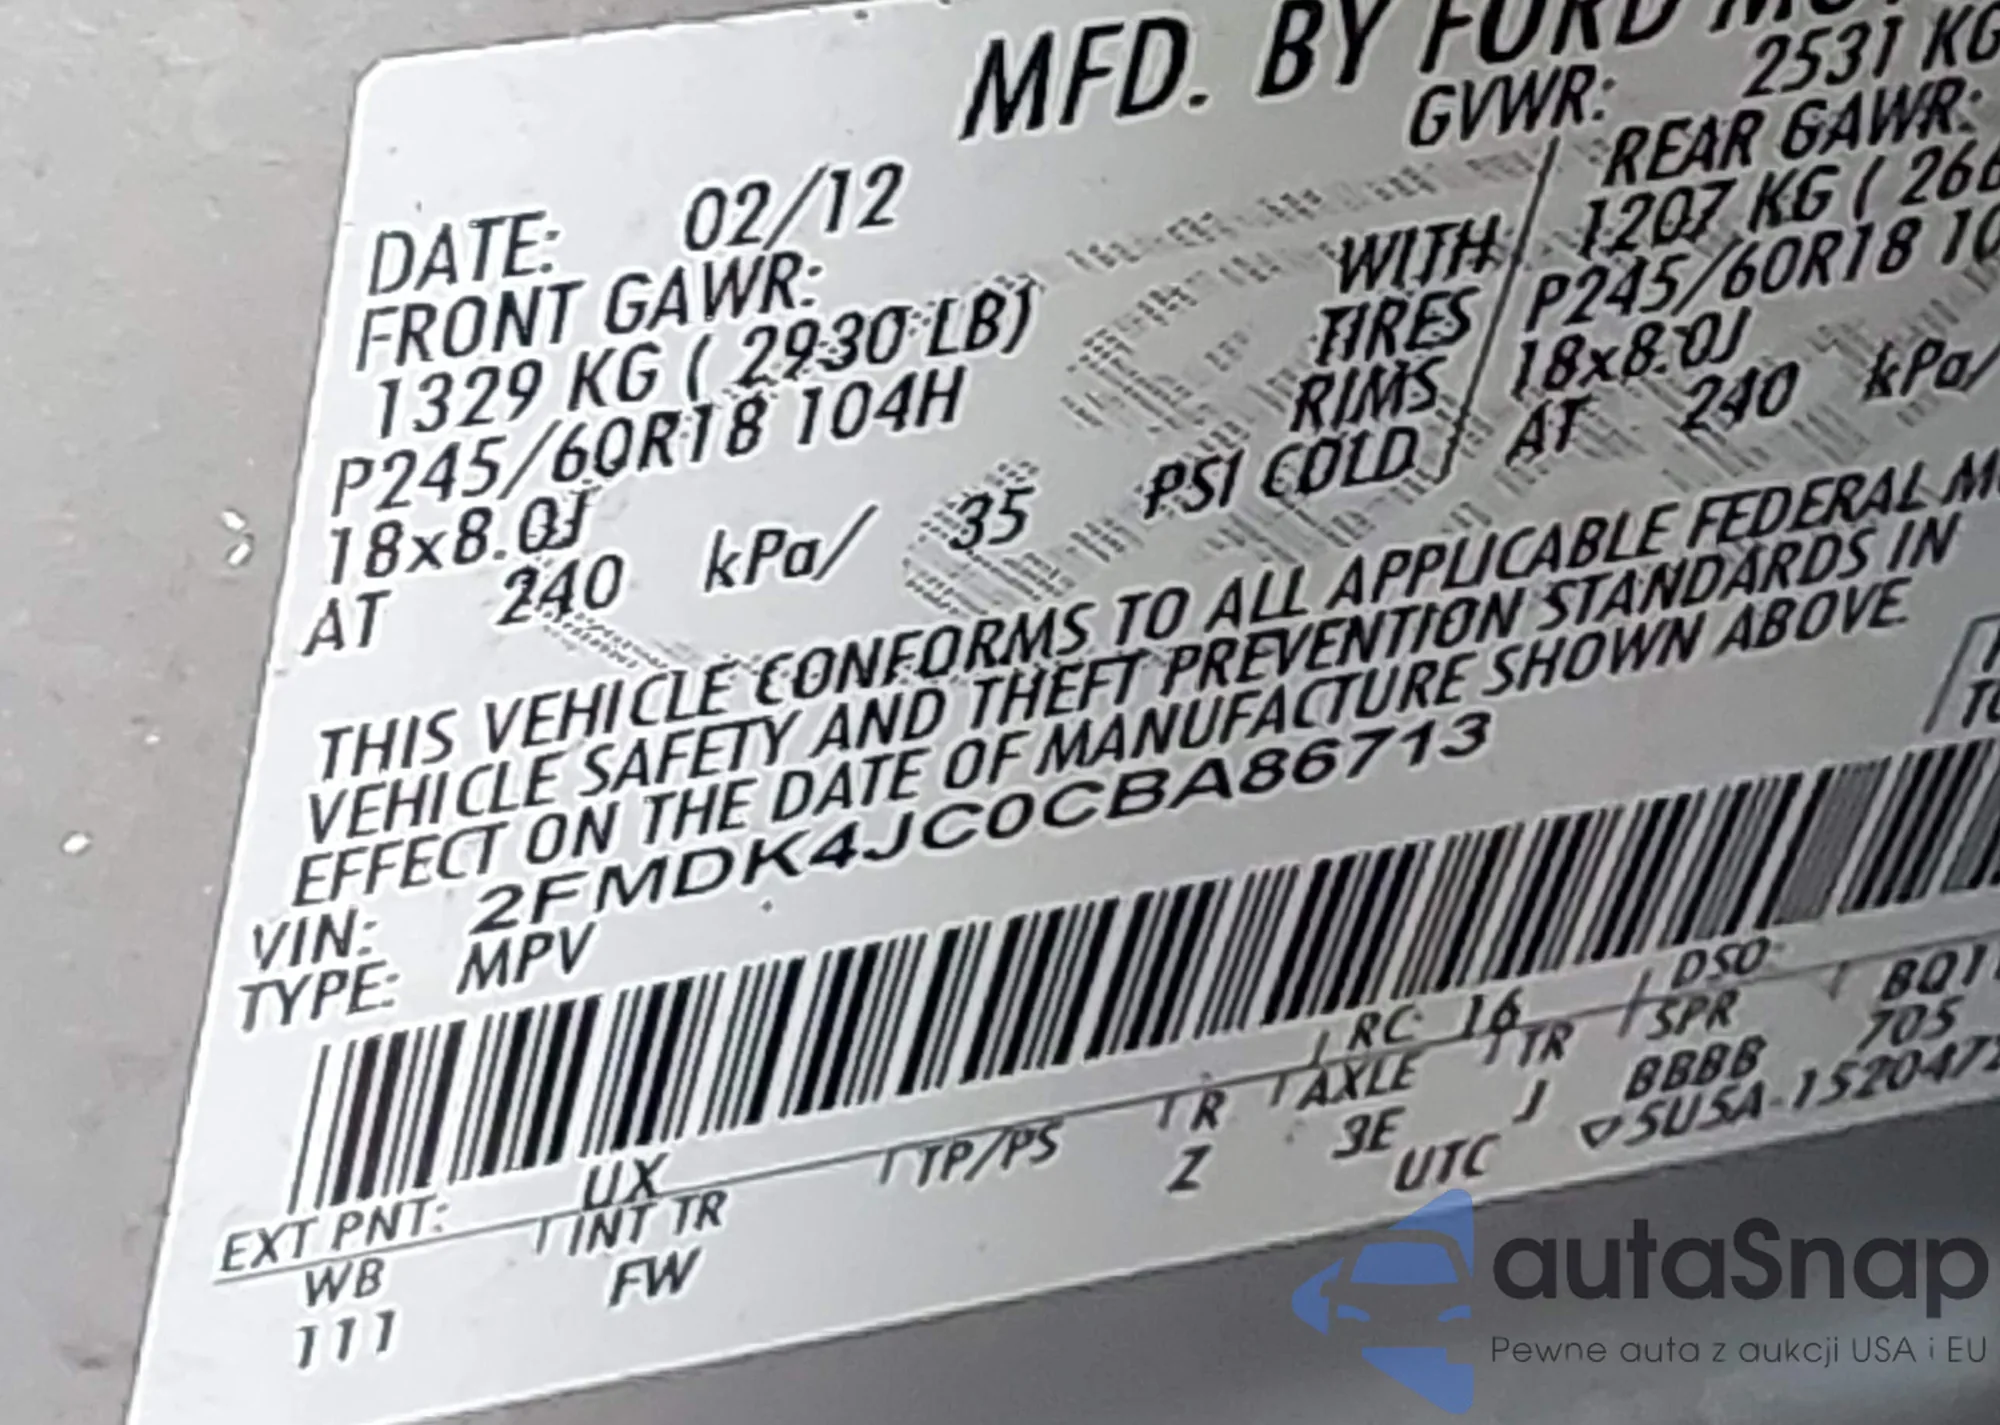 MFD. BY FORD
GVWR: 2531 KG
DATE: 02/12
FRONT GAWR:
1329 KG ( 2930 LB)
P245/60R18 104H
18x8.0J
AT 240 kPa/ 35 PSI COLD
WITH
TIRES
RIMS
REAR GAWR:
1207 KG (
P245/60R18
18x8.0J
AT 240 kPa/
THIS VEHICLE CONFORMS TO ALL APPLICABLE FEDERAL
VEHICLE SAFETY AND THEFT PREVENTION STANDARDS IN
EFFECT ON THE DATE OF MANUFACTURE SHOWN ABOVE.
VIN: 2FMDK4JC0CBA86713
TYPE: MPV
EXT PNT: UX RC: 16 DSO:
WB INT TR TP/PS R AXLE TR SPR
111 FW Z 3E J BBBB 705
UTC ▽SUSA-1520472
autaSnap
Pewne auta z aukcji USA i EU